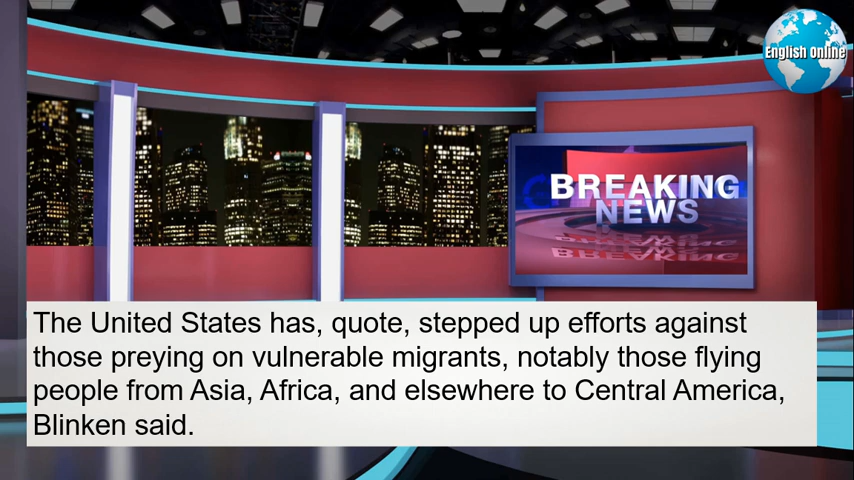 English Online
BREAKING
NEWS
The United States has, quote, stepped up efforts against
those preying on vulnerable migrants, notably those flying
people from Asia, Africa, and elsewhere to Central America,
Blinken said.